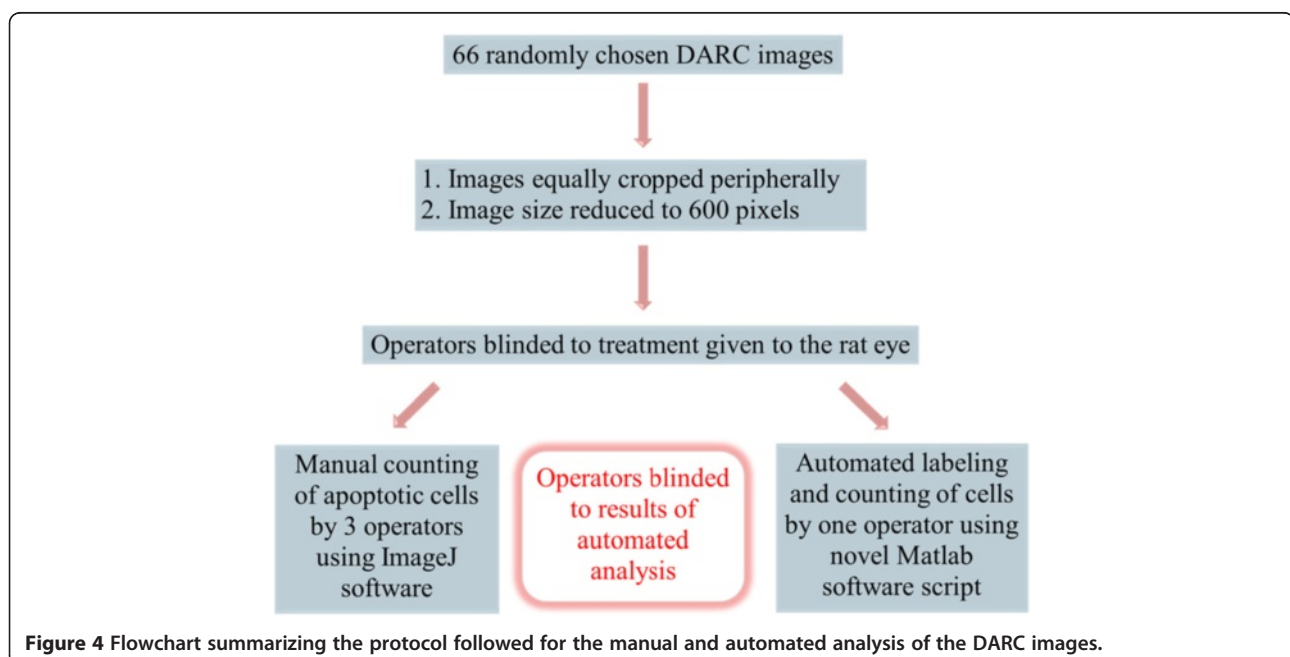 66 randomly chosen DARC images
1. Images equally cropped peripherally
2. Image size reduced to 600 pixels
Operators blinded to treatment given to the rat eye
Manual counting
of apoptotic cells
by 3 operators
using ImageJ
software
Operators blinded
to results of
automated
analysis
Automated labeling
and counting of cells
by one operator using
novel Matlab
software script
Figure 4 Flowchart summarizing the protocol followed for the manual and automated analysis of the DARC images.